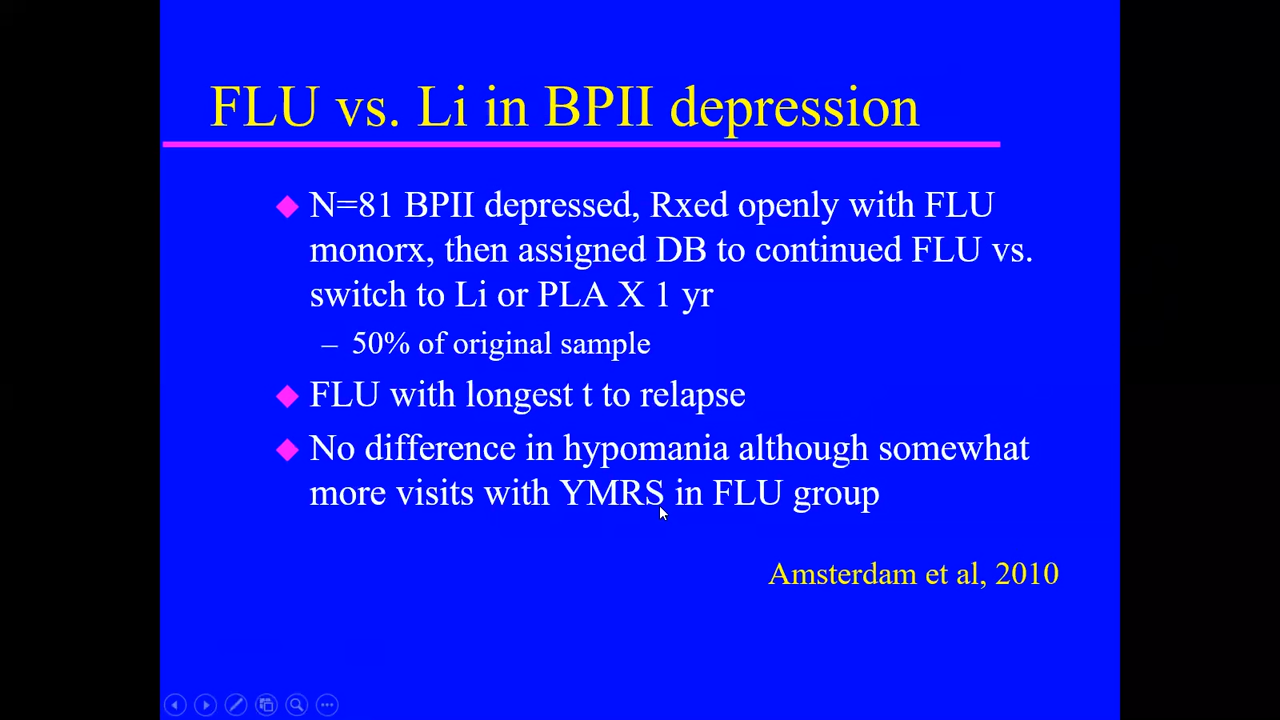 FLU vs. Li in BPII depression
N=81 BPII depressed, Rxed openly with FLU
monorx, then assigned DB to continued FLU vs.
switch to Li or PLA X 1 yr
– 50% of original sample
FLU with longest t to relapse
No difference in hypomania although somewhat
more visits with YMRS in FLU group
Amsterdam et al, 2010